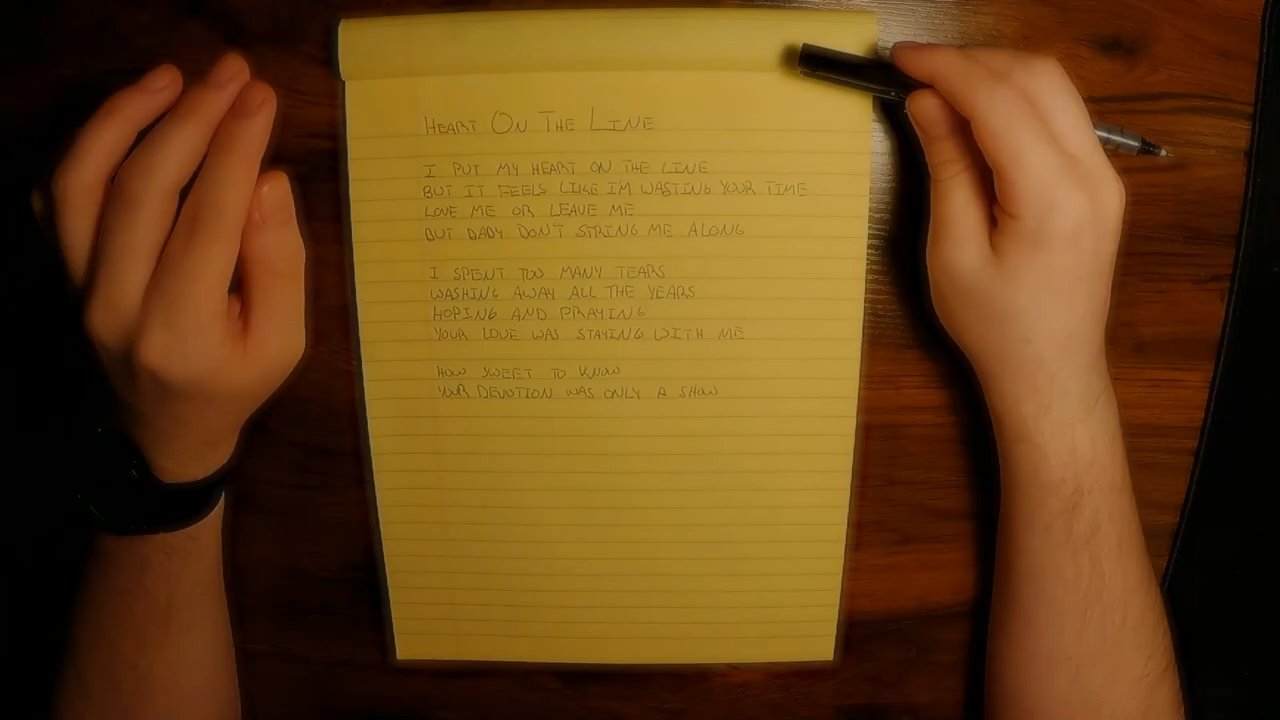 HEART ON THE LINE
I PUT MY HEART ON THE LINE
BUT IT FEELS LIKE IM WASTING YOUR TIME
LOVE ME OR LEAVE ME
BUT BABY DON'T STRING ME ALONG
I SPENT TOO MANY TEARS
WASHING AWAY ALL THE YEARS
HOPING AND PRAYING
YOUR LOVE WAS STAYING WITH ME
HOW SWEET TO KNOW
YOUR DEVOTION WAS ONLY A SHOW